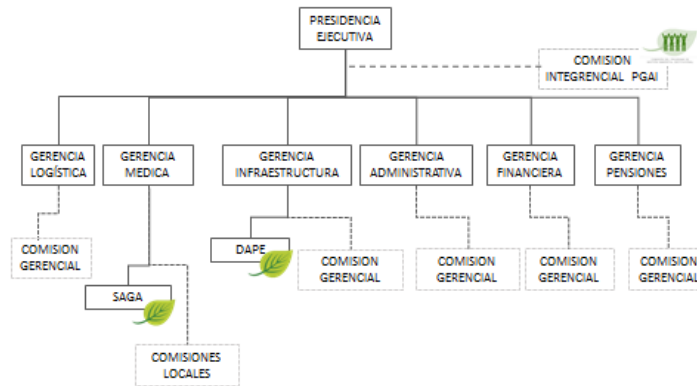 PRESIDENCIA
EJECUTIVA
COMISION
INTEGRENCIAL PGAI
GERENCIA
LOGÍSTICA
GERENCIA
MEDICA
GERENCIA
INFRAESTRUCTURA
GERENCIA
ADMINISTRATIVA
GERENCIA
FINANCIERA
GERENCIA
PENSIONES
COMISION
GERENCIAL
DAPE
COMISION
GERENCIAL
COMISION
GERENCIAL
COMISION
GERENCIAL
COMISION
GERENCIAL
SAGA
COMISIONES
LOCALES